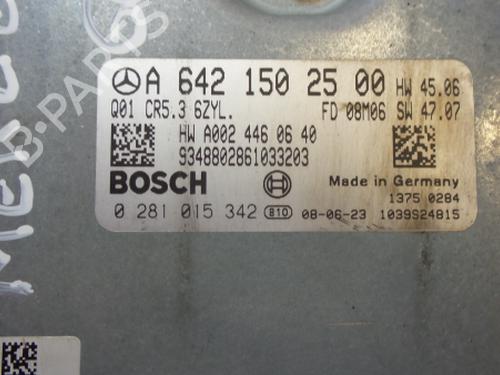 A 642 150 25 00 HW 45.06
Q01 CR5.3 6ZYL. FD 08M06 SW 47.07
HW A002 446 06 40
9348802861033203
BOSCH Made in Germany
1375 0284
0 281 015 342 810 08-06-23 1039S24815